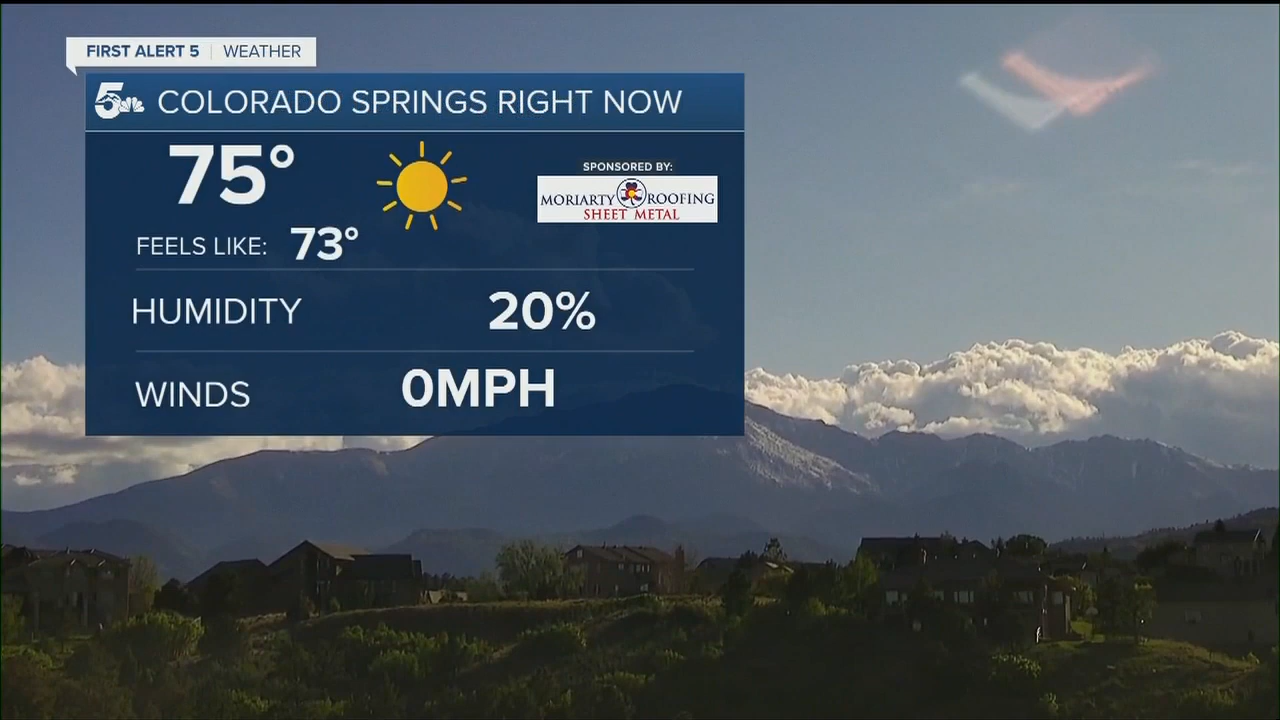 FIRST ALERT 5 | WEATHER
5 COLORADO SPRINGS RIGHT NOW
75°
SPONSORED BY:
MORIARTY ROOFING
SHEET METAL
FEELS LIKE: 73°
HUMIDITY 20%
WINDS 0MPH